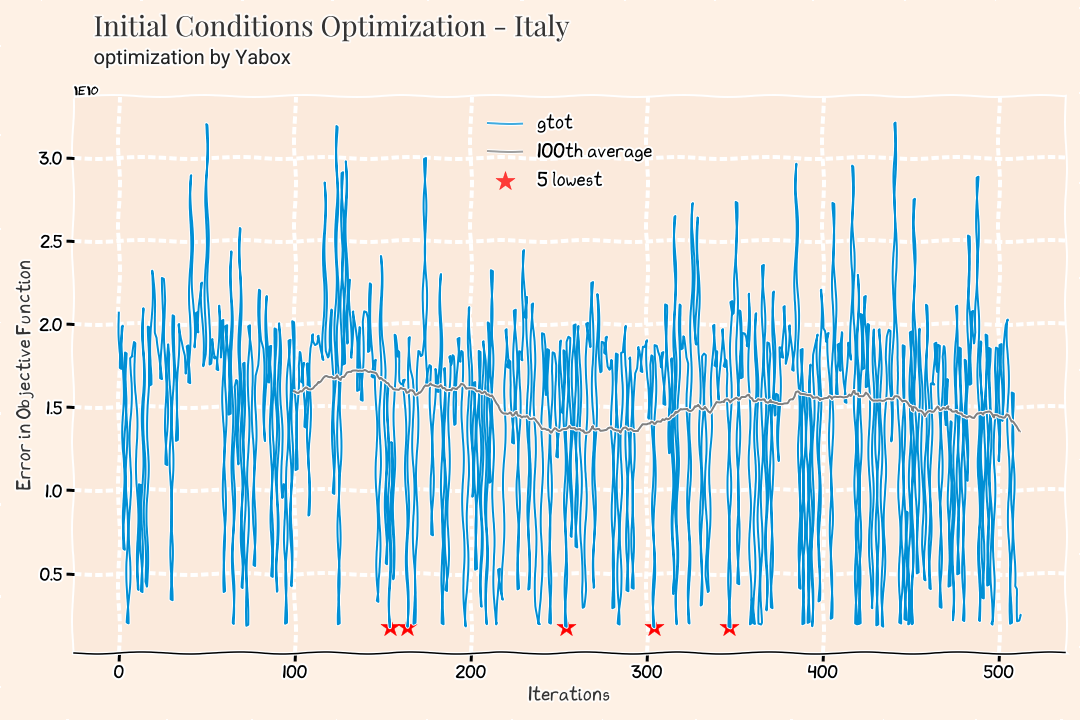 Initial Conditions Optimization - Italy
optimization by Yabox
1E10
gtot
100th average
5 lowest
3.0
2.5
2.0
1.5
1.0
0.5
Error in Objective Function
0 100 200 300 400 500
Iterations